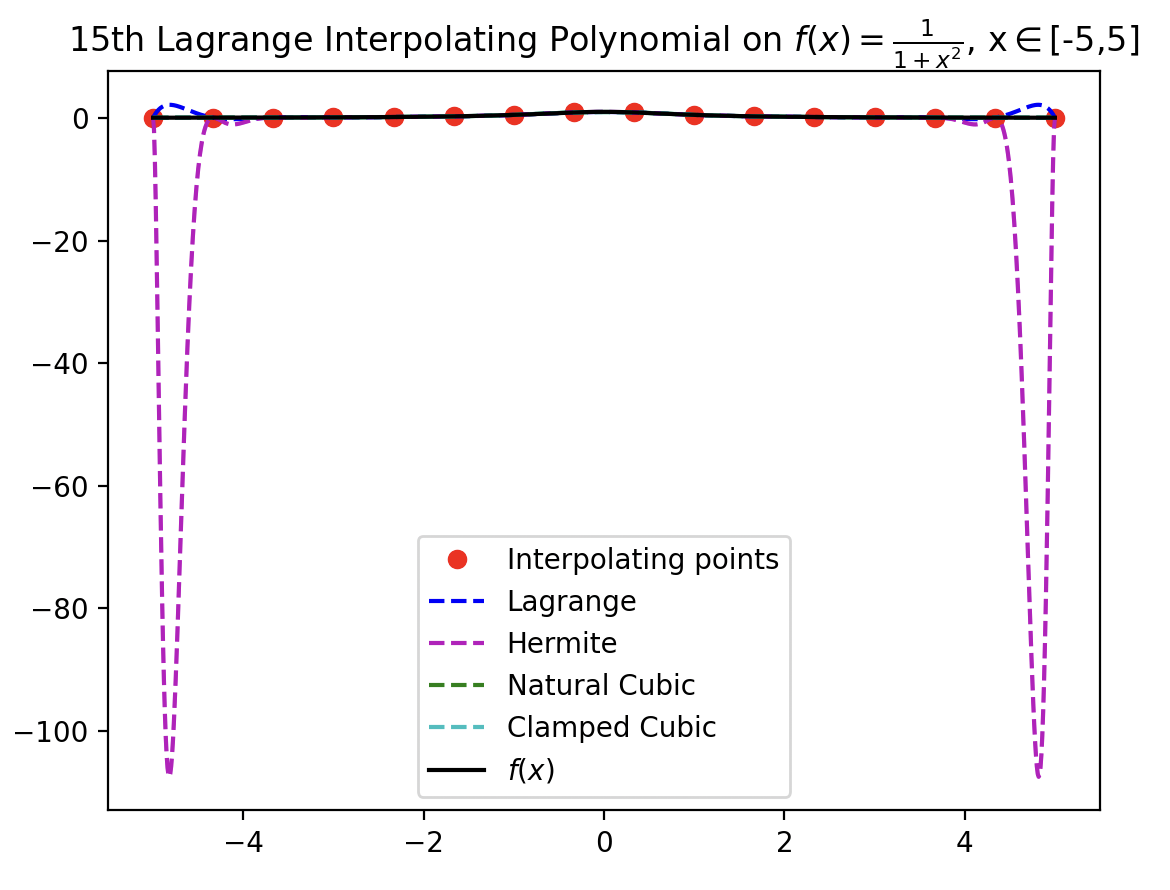 15th Lagrange Interpolating Polynomial on f(x) = 1/(1+x²), x∈[-5,5]
0
−20
−40
−60
−80
−100
Interpolating points
Lagrange
Hermite
Natural Cubic
Clamped Cubic
f(x)
−4 −2 0 2 4